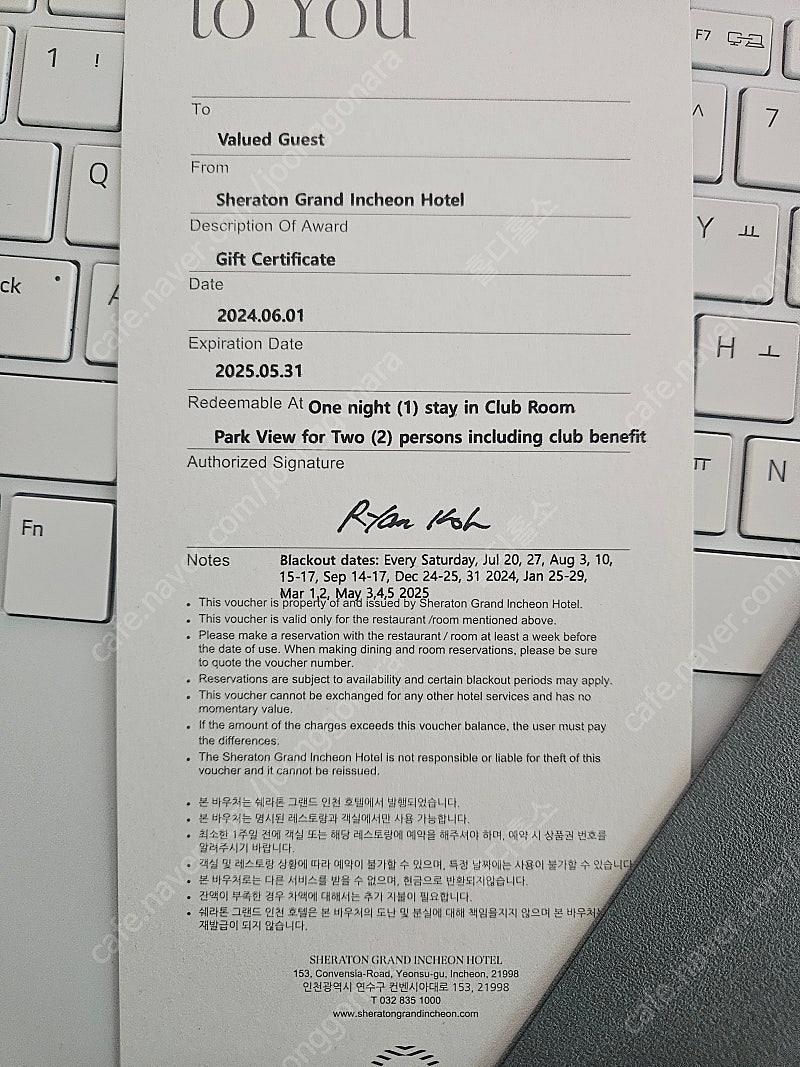 to You
To
Valued Guest
From
Sheraton Grand Incheon Hotel
Description Of Award
Gift Certificate
Date
2024.06.01
Expiration Date
2025.05.31
Redeemable At One night (1) stay in Club Room
Park View for Two (2) persons including club benefit
Authorized Signature
Ryan Koh
Notes
Blackout dates: Every Saturday, Jul 20, 27, Aug 3, 10,
15-17, Sep 14-17, Dec 24-25, 31 2024, Jan 25-29,
Mar 1,2, May 3,4,5 2025
• This voucher is property of and issued by Sheraton Grand Incheon Hotel.
• This voucher is valid only for the restaurant /room mentioned above.
• Please make a reservation with the restaurant / room at least a week before
the date of use. When making dining and room reservations, please be sure
to quote the voucher number.
• Reservations are subject to availability and certain blackout periods may apply.
• This voucher cannot be exchanged for any other hotel services and has no
momentary value.
• If the amount of the charges exceeds this voucher balance, the user must pay
the differences.
• The Sheraton Grand Incheon Hotel is not responsible or liable for theft of this
voucher and it cannot be reissued.
• 본 바우처는 쉐라톤 그랜드 인천 호텔에서 발행되었습니다.
• 본 바우처는 명시된 레스토랑과 객실에서만 사용 가능합니다.
• 최소한 1주일 전에 객실 또는 해당 레스토랑에 예약을 해주셔야 하며, 예약 시 상품권 번호를
알려주시기 바랍니다.
• 객실 및 레스토랑 상황에 따라 예약이 불가할 수 있으며, 특정 날짜에는 사용이 불가할 수 있습니다
• 본 바우처로는 다른 서비스를 받을 수 없으며, 현금으로 반환되지않습니다.
• 잔액이 부족한 경우 차액에 대해서는 추가 지불이 필요합니다.
• 쉐라톤 그랜드 인천 호텔은 본 바우처의 도난 및 분실에 대해 책임을지지 않으며 본 바우처는
재발급이 되지 않습니다.
SHERATON GRAND INCHEON HOTEL
153, Convensia-Road, Yeonsu-gu, Incheon, 21998
인천광역시 연수구 컨벤시아대로 153, 21998
T 032 835 1000
www.sheratongrandincheon.com
1 !
Q
ck
A
Fn
F7
^
7
Y ㅛ
H ㅗ
ㅠ
N
cafe.naver.com/joonggonara
홀디홀소